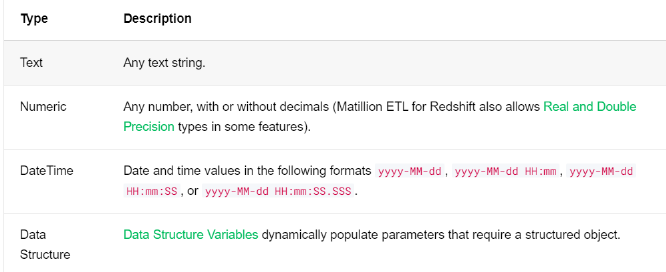 Type Description
Text Any text string.
Numeric Any number, with or without decimals (Matillion ETL for Redshift also allows Real and Double
Precision types in some features).
DateTime Date and time values in the following formats yyyy-MM-dd , yyyy-MM-dd HH:mm , yyyy-MM-dd
HH:mm:SS , or yyyy-MM-dd HH:mm:SS.SSS .
Data Data Structure Variables dynamically populate parameters that require a structured object.
Structure